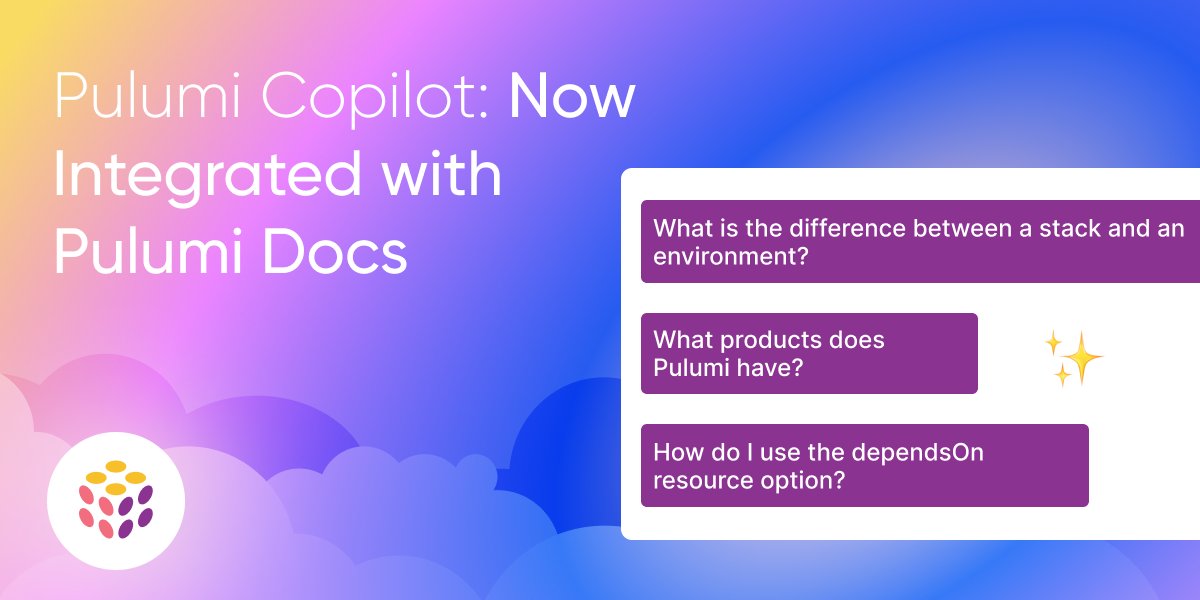 Pulumi Copilot: Now
Integrated with
Pulumi Docs
What is the difference between a stack and an
environment?
What products does
Pulumi have?
How do I use the dependsOn
resource option?